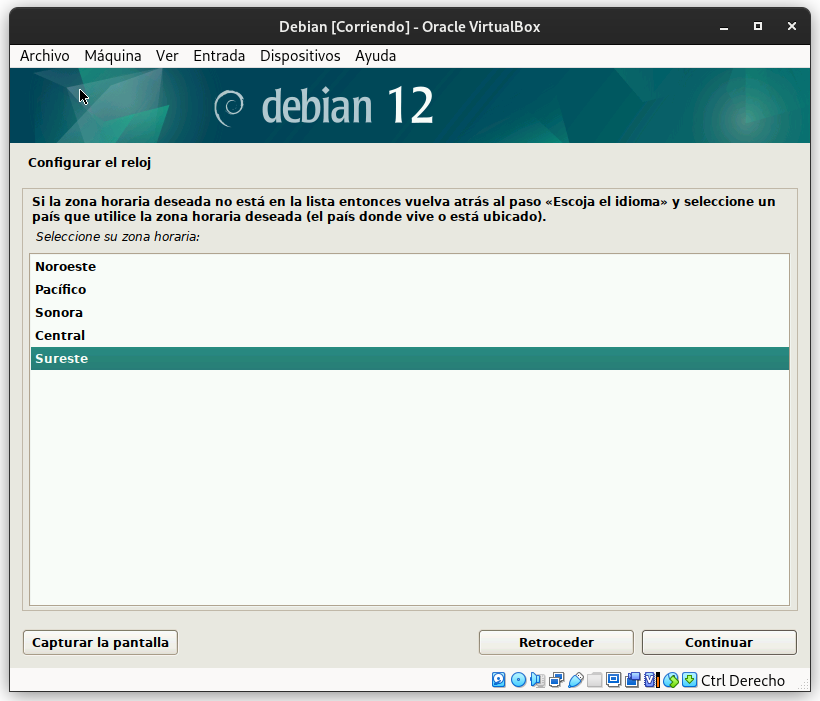 Debian [Corriendo] - Oracle VirtualBox
Archivo Máquina Ver Entrada Dispositivos Ayuda
debian 12
Configurar el reloj
Si la zona horaria deseada no está en la lista entonces vuelva atrás al paso «Escoja el idioma» y seleccione un
país que utilice la zona horaria deseada (el país donde vive o está ubicado).
Seleccione su zona horaria:
Noroeste
Pacífico
Sonora
Central
Sureste
Capturar la pantalla Retroceder Continuar
Ctrl Derecho